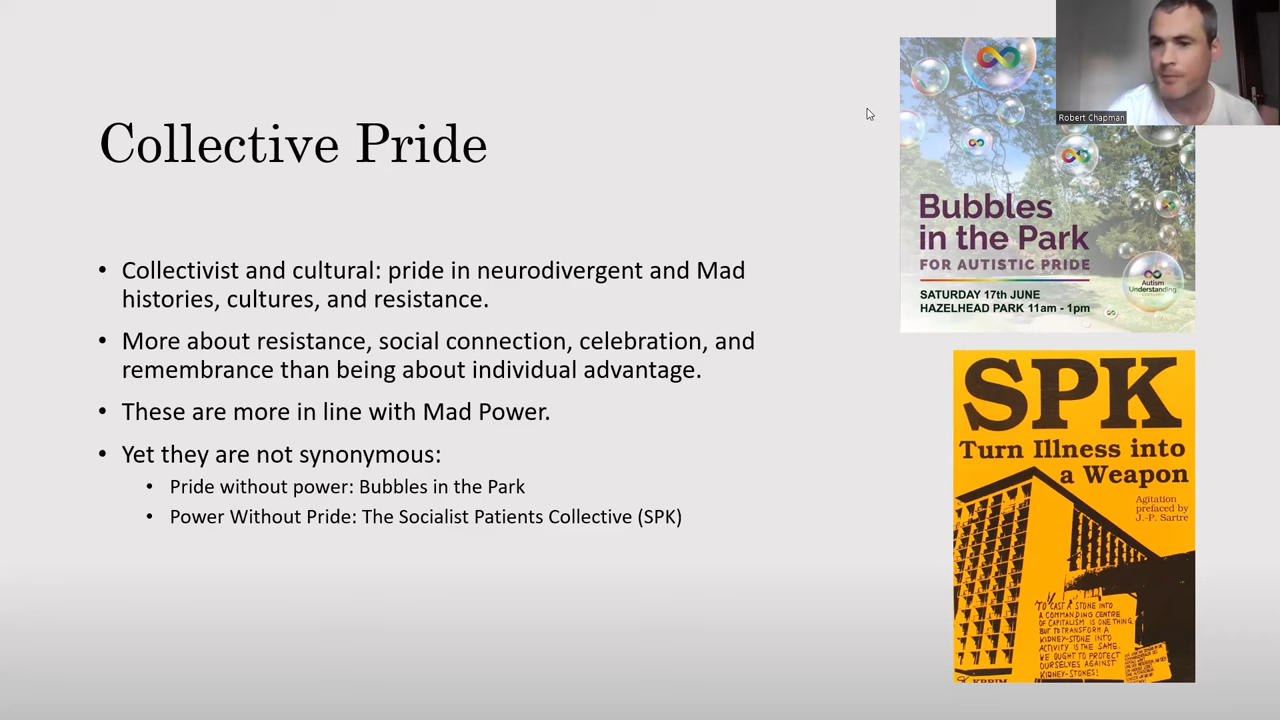 Collective Pride
• Collectivist and cultural: pride in neurodivergent and Mad
histories, cultures, and resistance.
• More about resistance, social connection, celebration, and
remembrance than being about individual advantage.
• These are more in line with Mad Power.
• Yet they are not synonymous:
• Pride without power: Bubbles in the Park
• Power Without Pride: The Socialist Patients Collective (SPK)
Robert Chapman
Bubbles
in the Park
FOR AUTISTIC PRIDE
SATURDAY 17th JUNE
HAZELHEAD PARK 11am - 1pm
Autism
Understanding
SPK
Turn Illness into
a Weapon
Agitation
prefaced by
J.-P. Sartre
TO CAST A STONE INTO
A COMMANDING CENTRE
OF CAPITALISM IS ONE THING,
BUT TO TRANSFORM A
KIDNEY-STONE INTO
ACTIVITY IS THE SAME.
WE OUGHT TO PROTECT
OURSELVES AGAINST
KIDNEY-STONES!